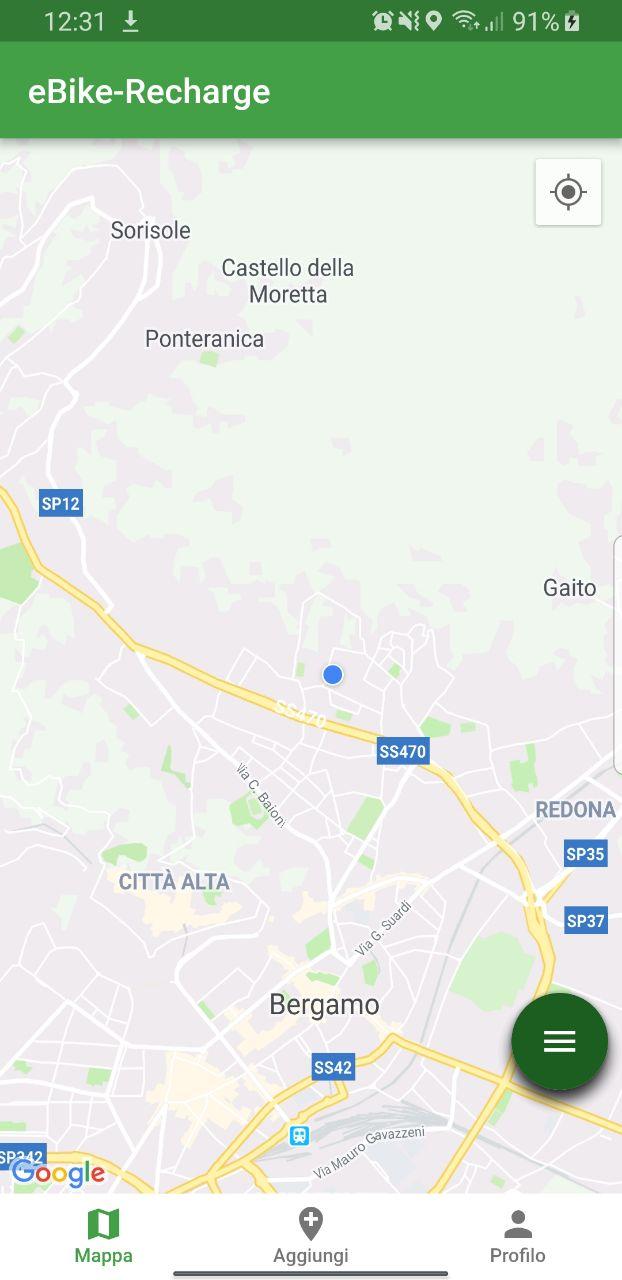 12:31
91%
eBike-Recharge
Sorisole
Castello della
Moretta
Ponteranica
SP12
Gaito
SS470
SS470
Via C. Baioni
REDONA
SP35
CITTÀ ALTA
SP37
Via G. Suardi
Bergamo
SS42
Via Mauro Gavazzeni
SP342
Google
Mappa
Aggiungi
Profilo